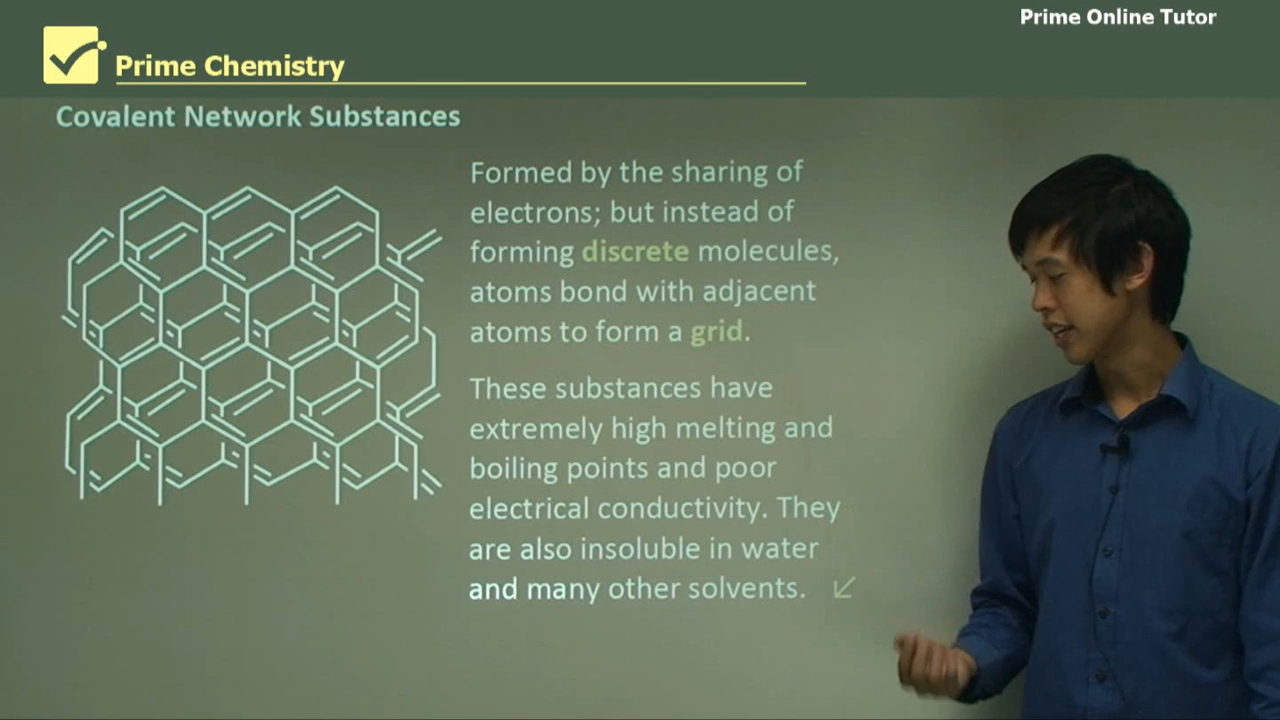 Prime Online Tutor
Prime Chemistry
Covalent Network Substances
Formed by the sharing of
electrons; but instead of
forming discrete molecules,
atoms bond with adjacent
atoms to form a grid.
These substances have
extremely high melting and
boiling points and poor
electrical conductivity. They
are also insoluble in water
and many other solvents.